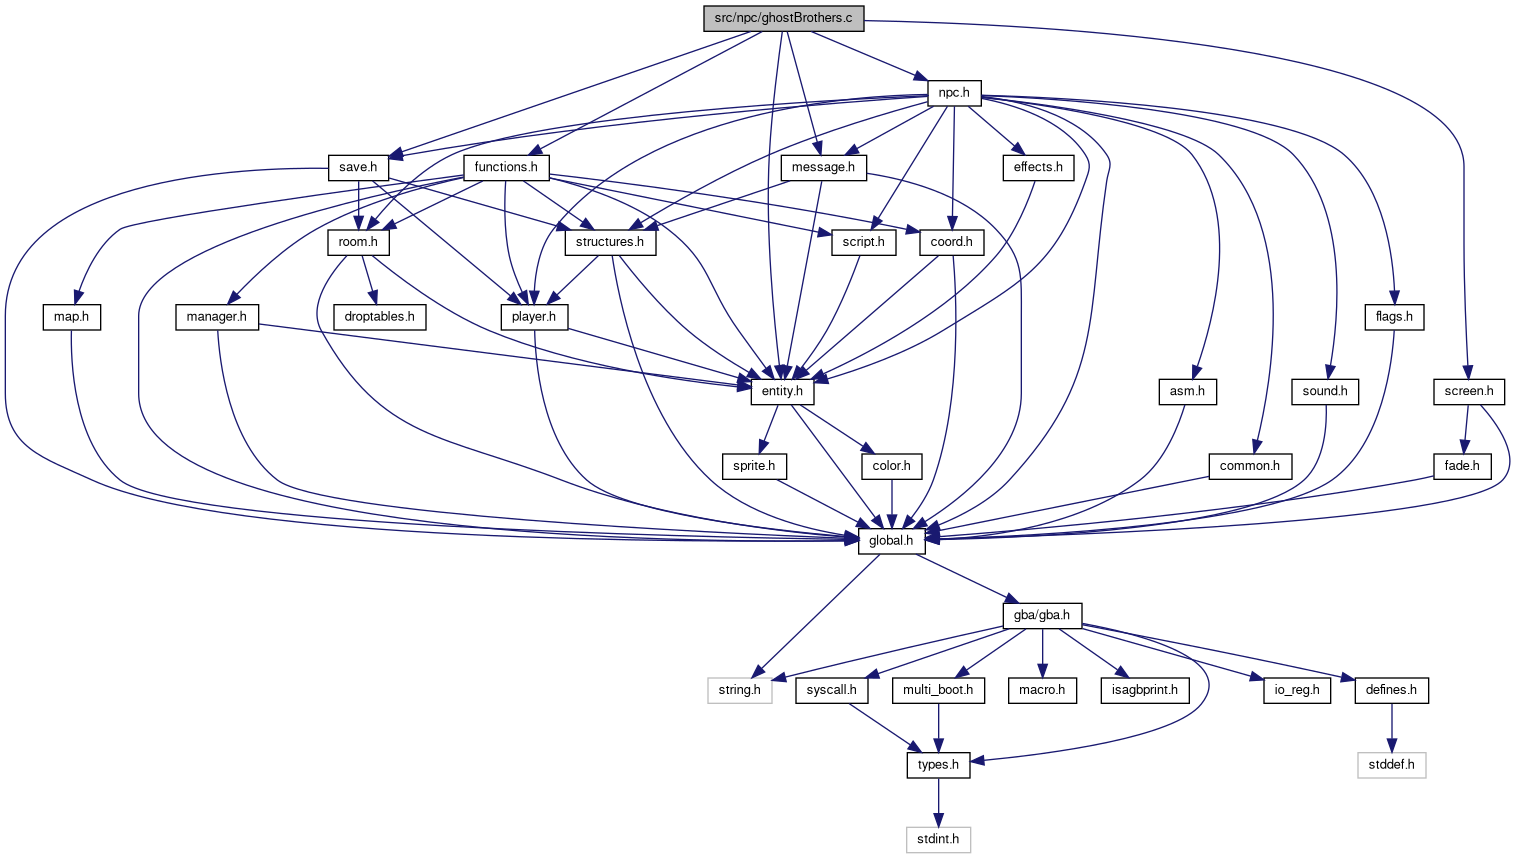 src/npc/ghostBrothers.c
npc.h
save.h
functions.h
message.h
effects.h
room.h
structures.h
script.h
coord.h
map.h
manager.h
droptables.h
player.h
flags.h
entity.h
asm.h
sound.h
screen.h
sprite.h
color.h
common.h
fade.h
global.h
gba/gba.h
string.h
syscall.h
multi_boot.h
macro.h
isagbprint.h
io_reg.h
defines.h
types.h
stddef.h
stdint.h